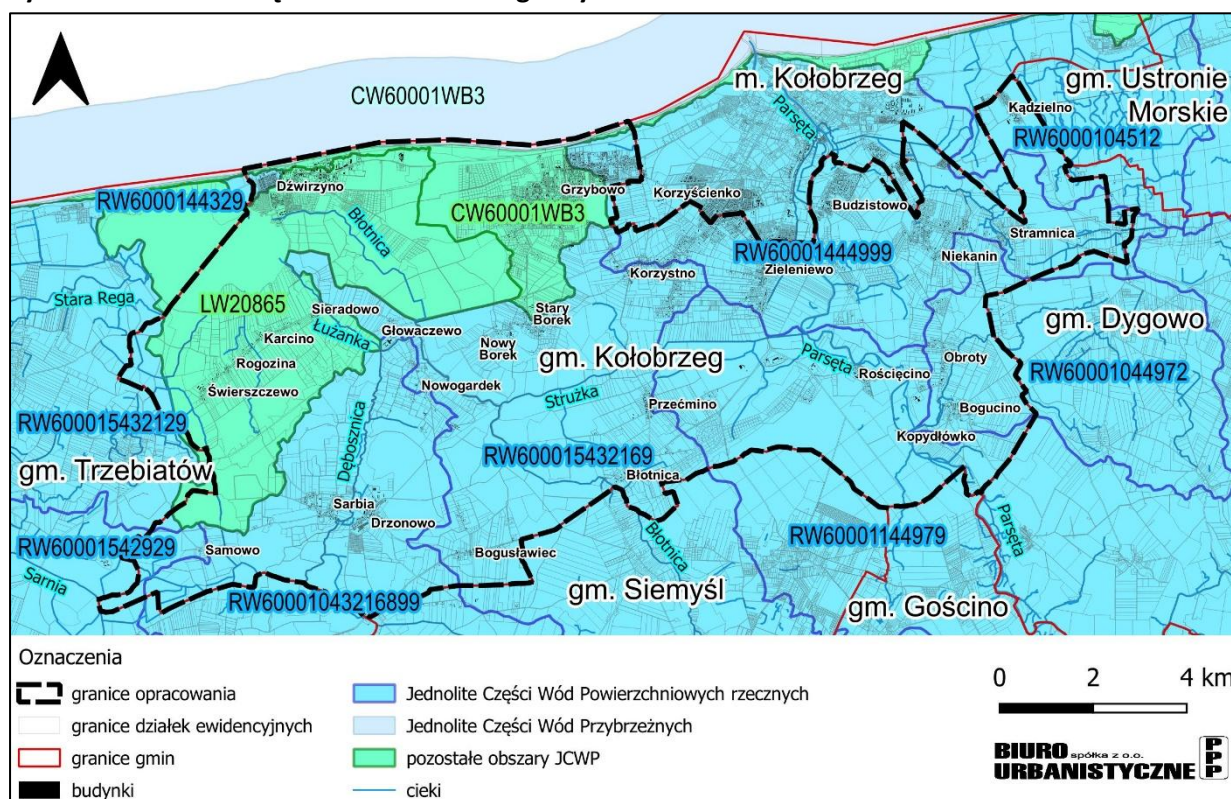 CW60001WB3
m. Kołobrzeg
gm. Ustronie
Morskie
Kądzielno
RW6000104512
Parsęta
Dźwirzyno
Grzybowo
RW6000144329
CW60001WB3
Korzyścienko
Budzistowo
Błotnica
Stramnica
RW60001444999
Niekanin
Korzystno
Zieleniewo
Stara Rega
LW20865
Sieradowo
Stary
Borek
gm. Dygowo
Łużanka
Karcino
Głowaczewo
Nowy
Borek
gm. Kołobrzeg
Rogozina
Obroty
Parsęta
Rościęcino
RW60001044972
Świerszczewo
Nowogardek
Strużka
Przećmino
Bogucino
RW600015432129
Dębosznica
Kopydłówko
gm. Trzebiatów
RW600015432169
Błotnica
Sarbia
Drzonowo
Parsęta
RW60001542929
Samowo
Bogusławiec
Błotnica
RW60001144979
Sarnia
RW60001043216899
gm. Siemyśl
gm. Gościno
Oznaczenia
granice opracowania
granice działek ewidencyjnych
granice gmin
budynki
Jednolite Części Wód Powierzchniowych rzecznych
Jednolite Części Wód Przybrzeżnych
pozostałe obszary JCWP
cieki
0 2 4 km
BIURO spółka z o.o.
URBANISTYCZNE
PPP